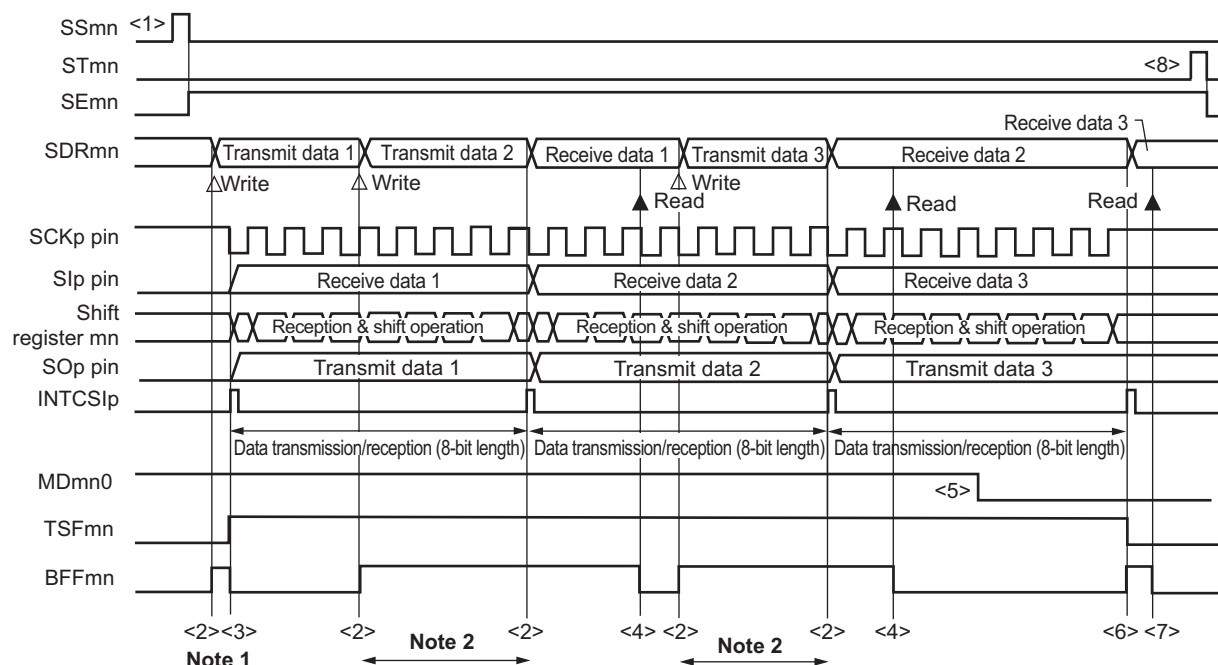 SSmn <1>
STmn <8>
SEmn
Receive data 3
SDRmn Transmit data 1 Transmit data 2 Receive data 1 Transmit data 3 Receive data 2
△Write △ Write △ Write
▲ Read ▲ Read Read ▲
SCKp pin
SIp pin Receive data 1 Receive data 2 Receive data 3
Shift
register mn Reception & shift operation Reception & shift operation Reception & shift operation
SOp pin Transmit data 1 Transmit data 2 Transmit data 3
INTCSIp
Data transmission/reception (8-bit length) Data transmission/reception (8-bit length) Data transmission/reception (8-bit length)
MDmn0 <5>
TSFmn
BFFmn
<2><3> <2> <2> <4><2> <2> <4> <6> <7>
Note 1 Note 2 Note 2